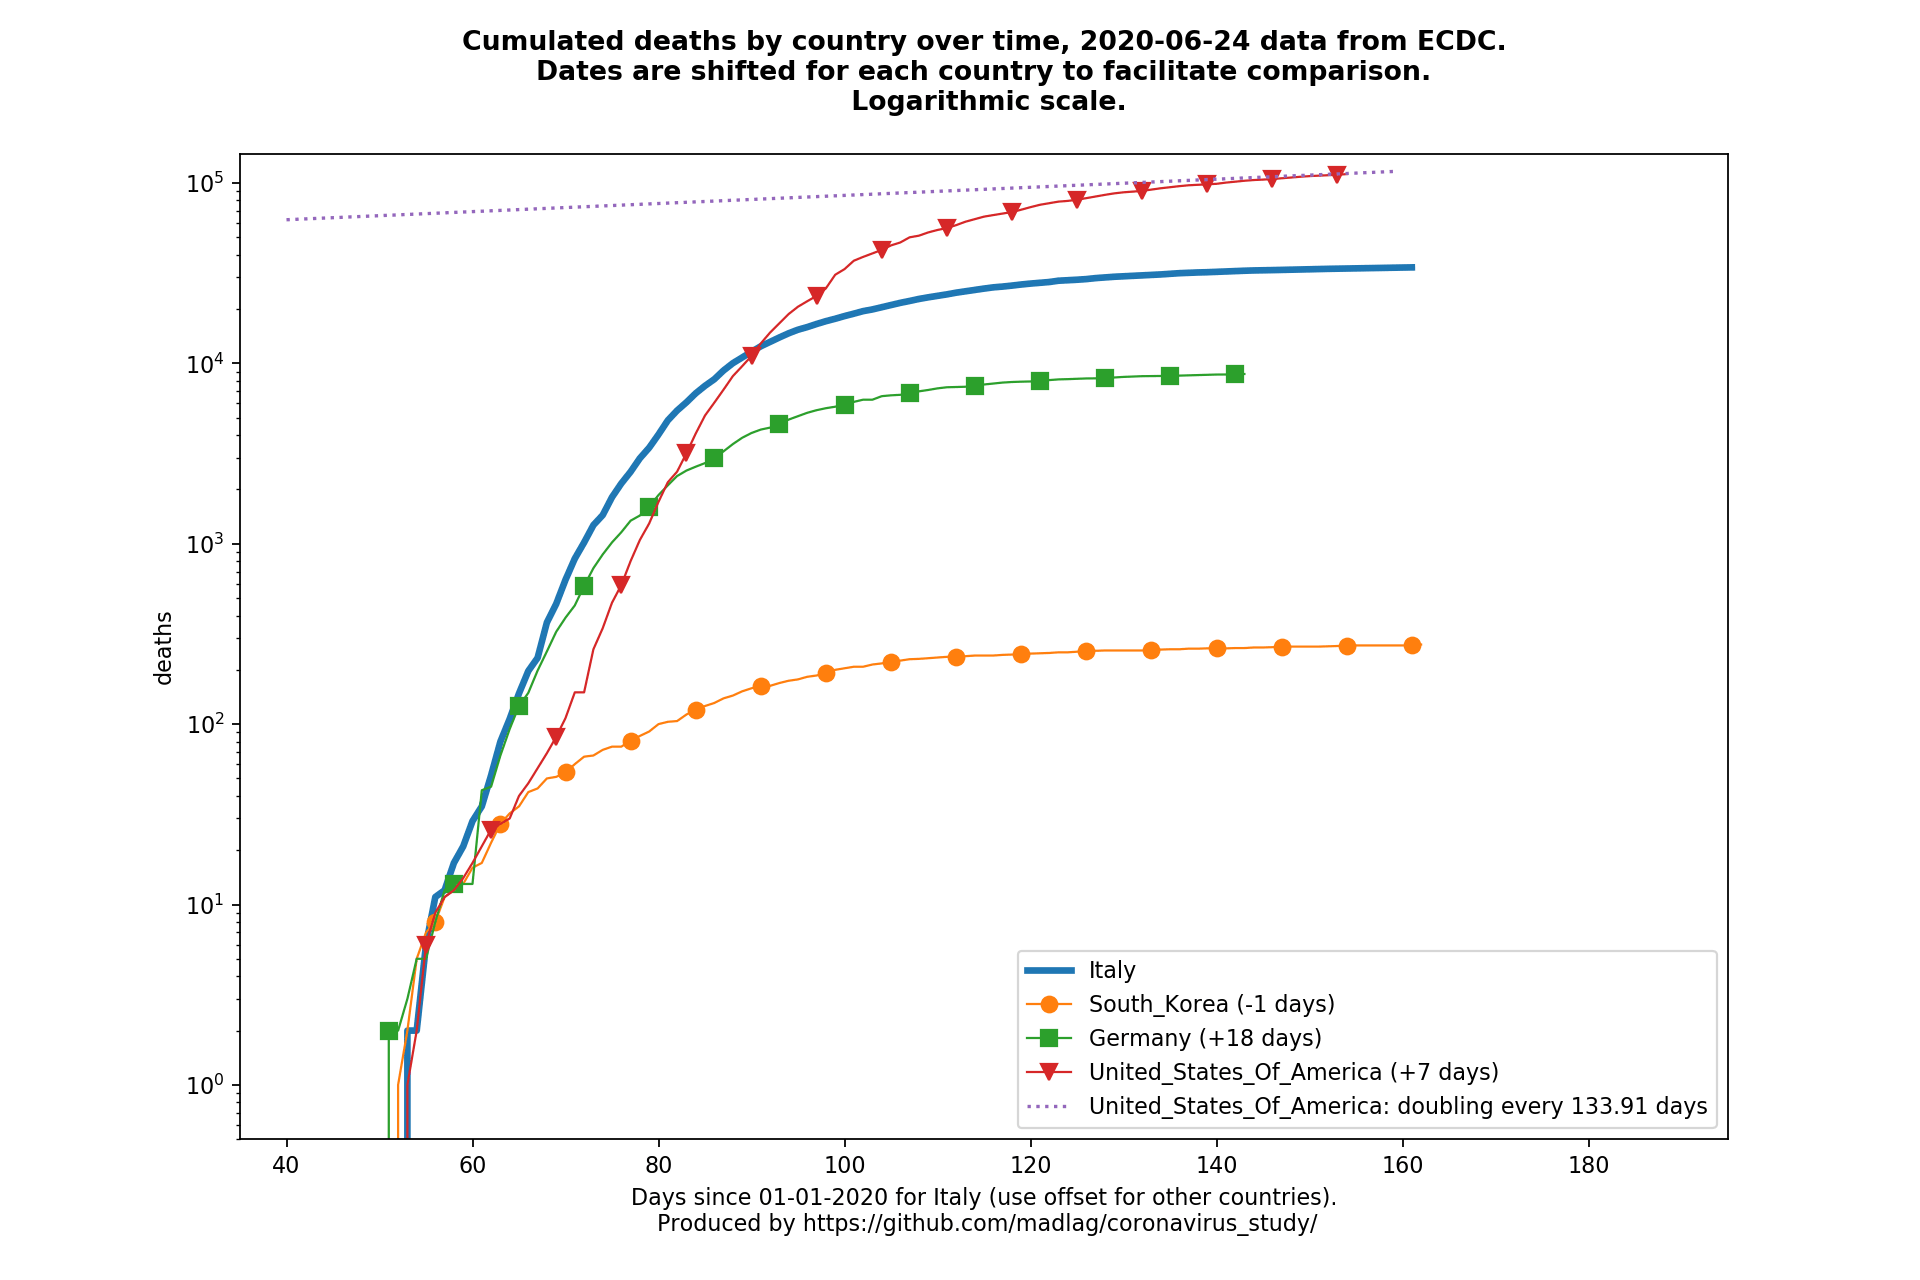 Cumulated deaths by country over time, 2020-06-24 data from ECDC.
Dates are shifted for each country to facilitate comparison.
Logarithmic scale.
10^5
10^4
10^3
10^2
10^1
10^0
deaths
Italy
South_Korea (-1 days)
Germany (+18 days)
United_States_Of_America (+7 days)
United_States_Of_America: doubling every 133.91 days
40 60 80 100 120 140 160 180
Days since 01-01-2020 for Italy (use offset for other countries).
Produced by https://github.com/madlag/coronavirus_study/